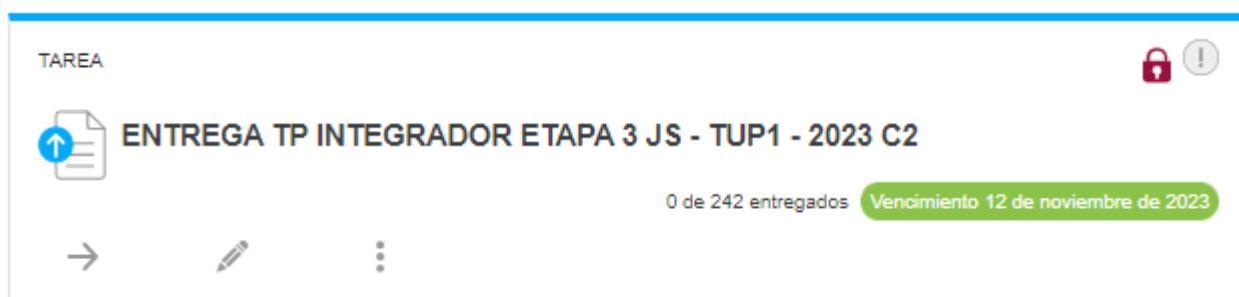 TAREA
ENTREGA TP INTEGRADOR ETAPA 3 JS - TUP1 - 2023 C2
0 de 242 entregados Vencimiento 12 de noviembre de 2023